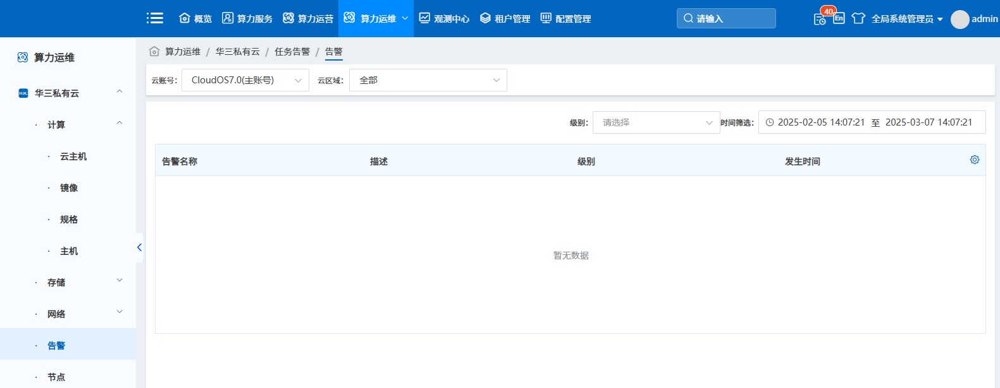 概览 算力服务 算力运营 算力运维 观测中心 租户管理 配置管理 请输入 40 En 全局系统管理员 admin
算力运维
算力运维 / 华三私有云 / 任务告警 / 告警
云账号: CloudOS7.0(主账号) 云区域: 全部
H3C 华三私有云
计算
云主机
镜像
规格
主机
存储
网络
告警
节点
级别: 请选择 时间筛选: 2025-02-05 14:07:21 至 2025-03-07 14:07:21
告警名称 描述 级别 发生时间
暂无数据